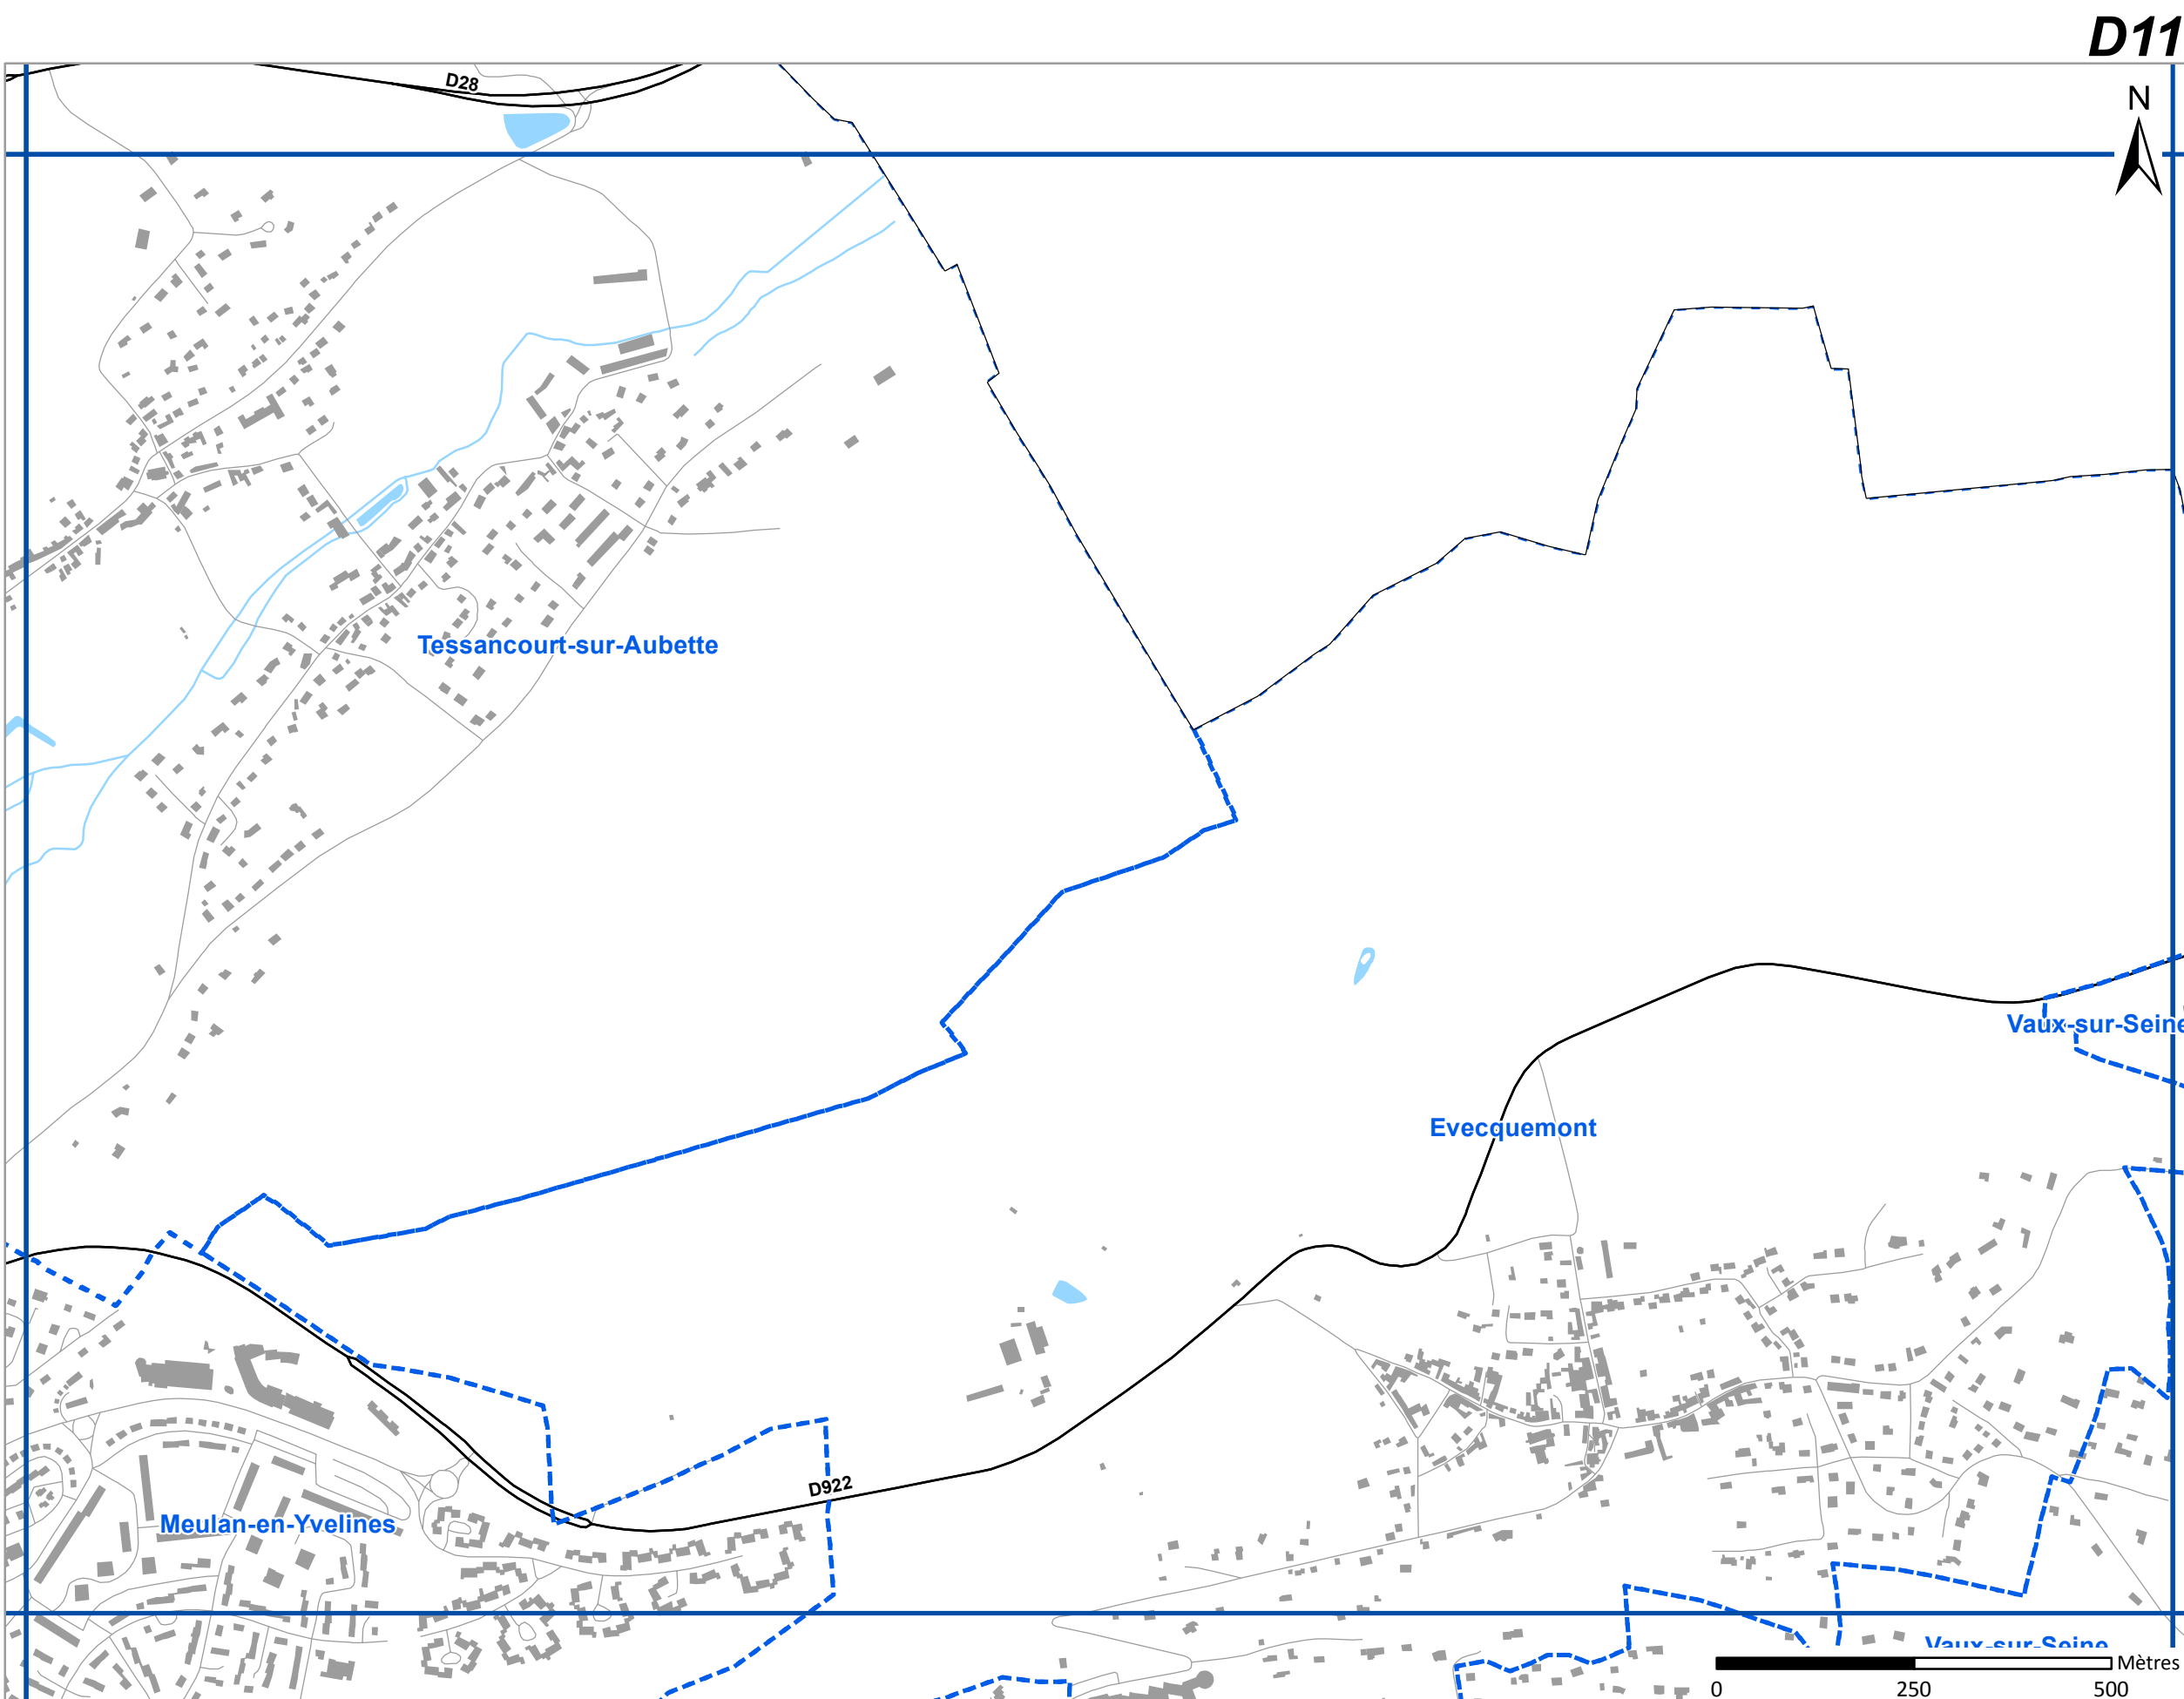 D11
D28
N
Tessancourt-sur-Aubette
Vaux-sur-Seine
Evecquemont
D922
Meulan-en-Yvelines
Vaux-sur-Seine
Mètres
0 250 500